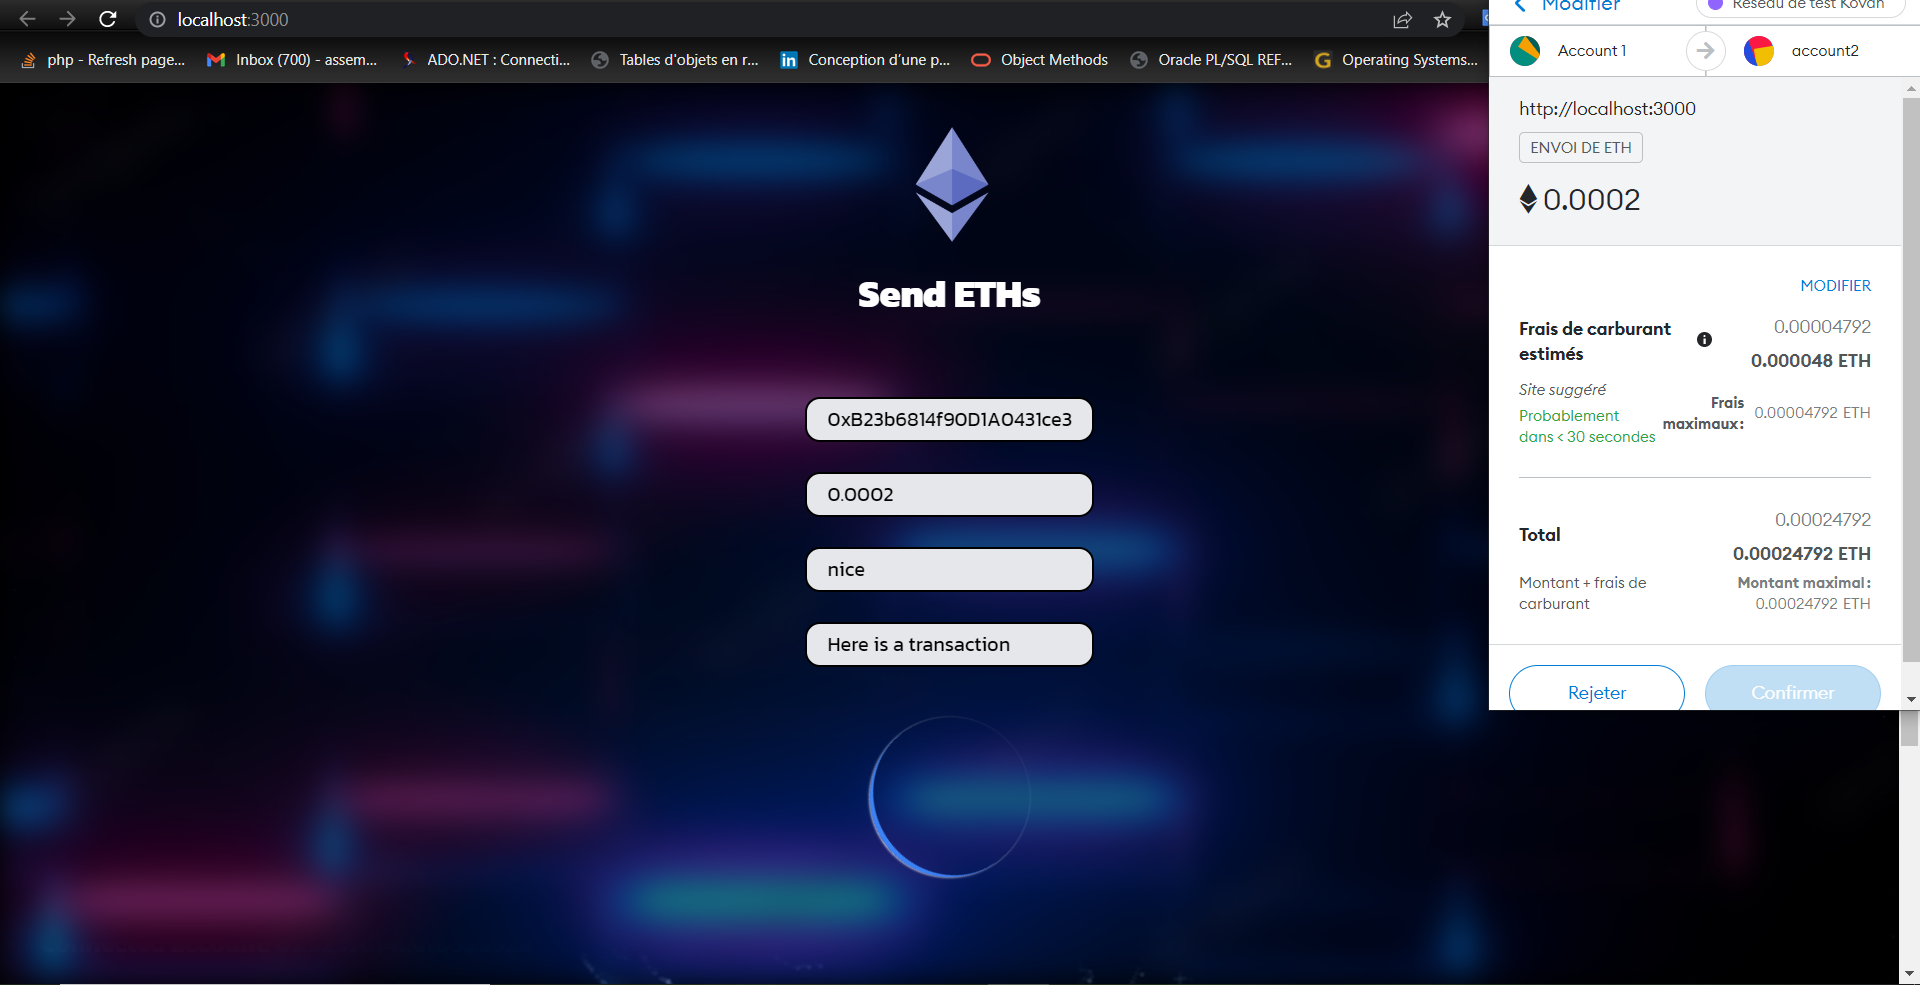 localhost:3000
php - Refresh page...
Inbox (700) - assem...
ADO.NET : Connecti...
Tables d'objets en r...
Conception d'une p...
Object Methods
Oracle PL/SQL REF...
Operating Systems...
Send ETHs
0xB23b6814f90D1A0431ce3
0.0002
nice
Here is a transaction
Modifier
Réseau de test Kovan
Account 1
account2
http://localhost:3000
ENVOI DE ETH
0.0002
MODIFIER
Frais de carburant
estimés
0.00004792
0.000048 ETH
Site suggéré
Probablement
dans < 30 secondes
Frais
maximaux :
0.00004792 ETH
Total
0.00024792
0.00024792 ETH
Montant + frais de
carburant
Montant maximal :
0.00024792 ETH
Rejeter
Confirmer